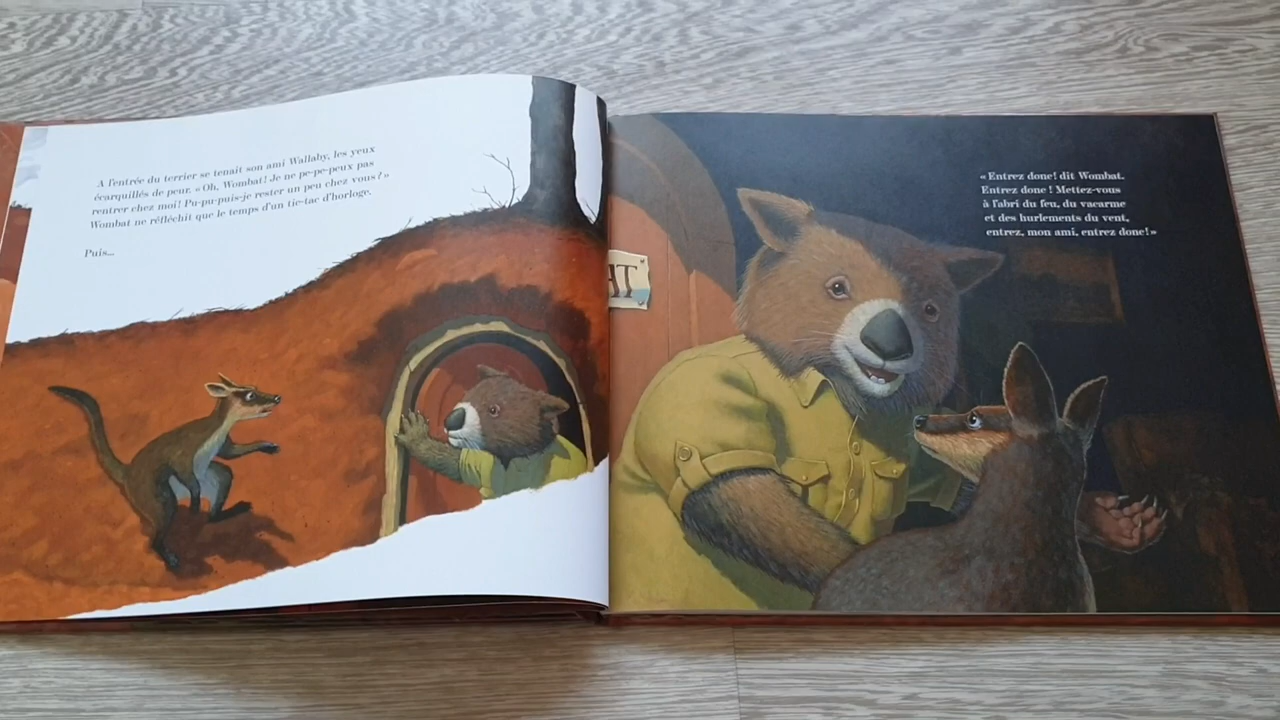 A l'entrée du terrier se tenait son ami Wallaby, les yeux
écarquillés de peur. « Oh, Wombat ! Je ne pe-pe-peux pas
rentrer chez moi ! Pu-pu-puis-je rester un peu chez vous ? »
Wombat ne réfléchit que le temps d'un tic-tac d'horloge.
Puis...
AT
« Entrez donc ! dit Wombat.
Entrez donc ! Mettez-vous
à l'abri du feu, du vacarme
et des hurlements du vent,
entrez, mon ami, entrez donc ! »